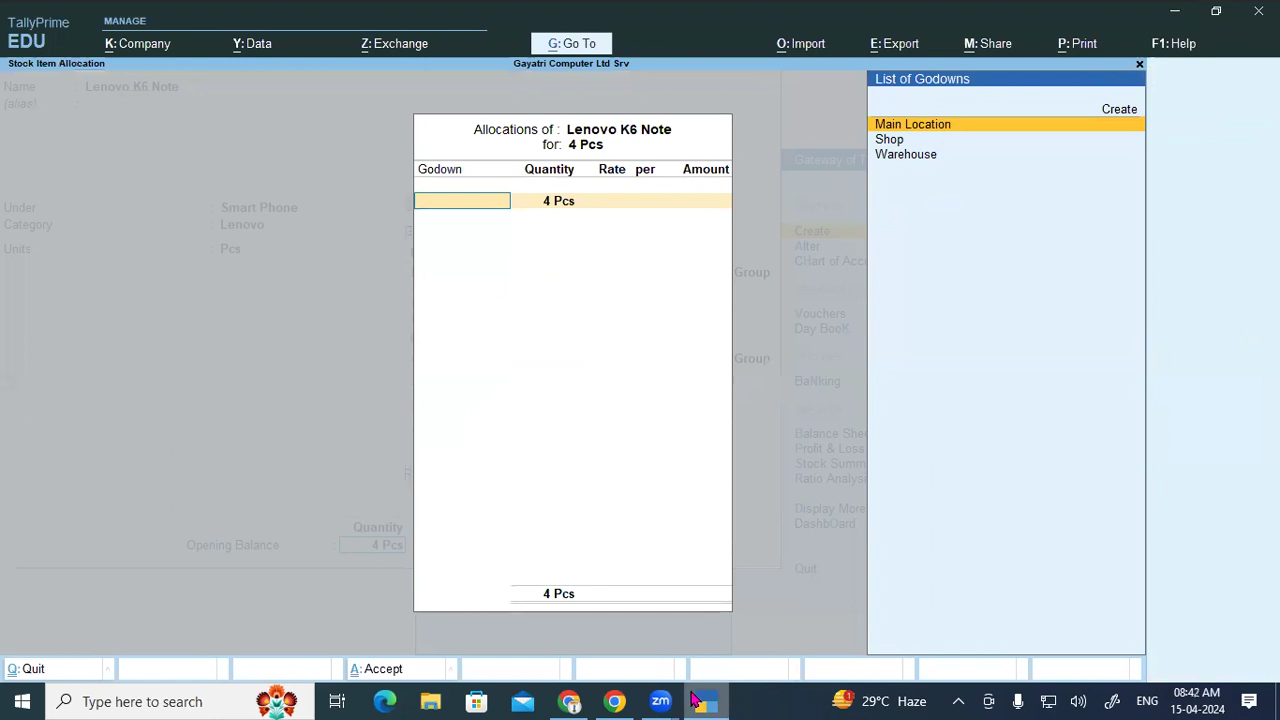 TallyPrime
EDU
MANAGE
K: Company
Y: Data
Z: Exchange
G: Go To
O: Import
E: Export
M: Share
P: Print
F1: Help
Stock Item Allocation
Gayatri Computer Ltd Srv
Name : Lenovo K6 Note
(alias) :
Under : Smart Phone
Category : Lenovo
Units : Pcs
Quantity
Opening Balance : 4 Pcs
Allocations of : Lenovo K6 Note
for: 4 Pcs
Godown Quantity Rate per Amount
4 Pcs
4 Pcs
Group
Group
Gateway of T
Create
Alter
CHart of Acc
Vouchers
Day BooK
BaNking
Balance She
Profit & Loss
Stock Summ
Ratio Analys
Display More
DashbOard
Quit
List of Godowns
Create
Main Location
Shop
Warehouse
Q: Quit
A: Accept
Type here to search
zm
1
29°C Haze
ENG
08:42 AM
15-04-2024